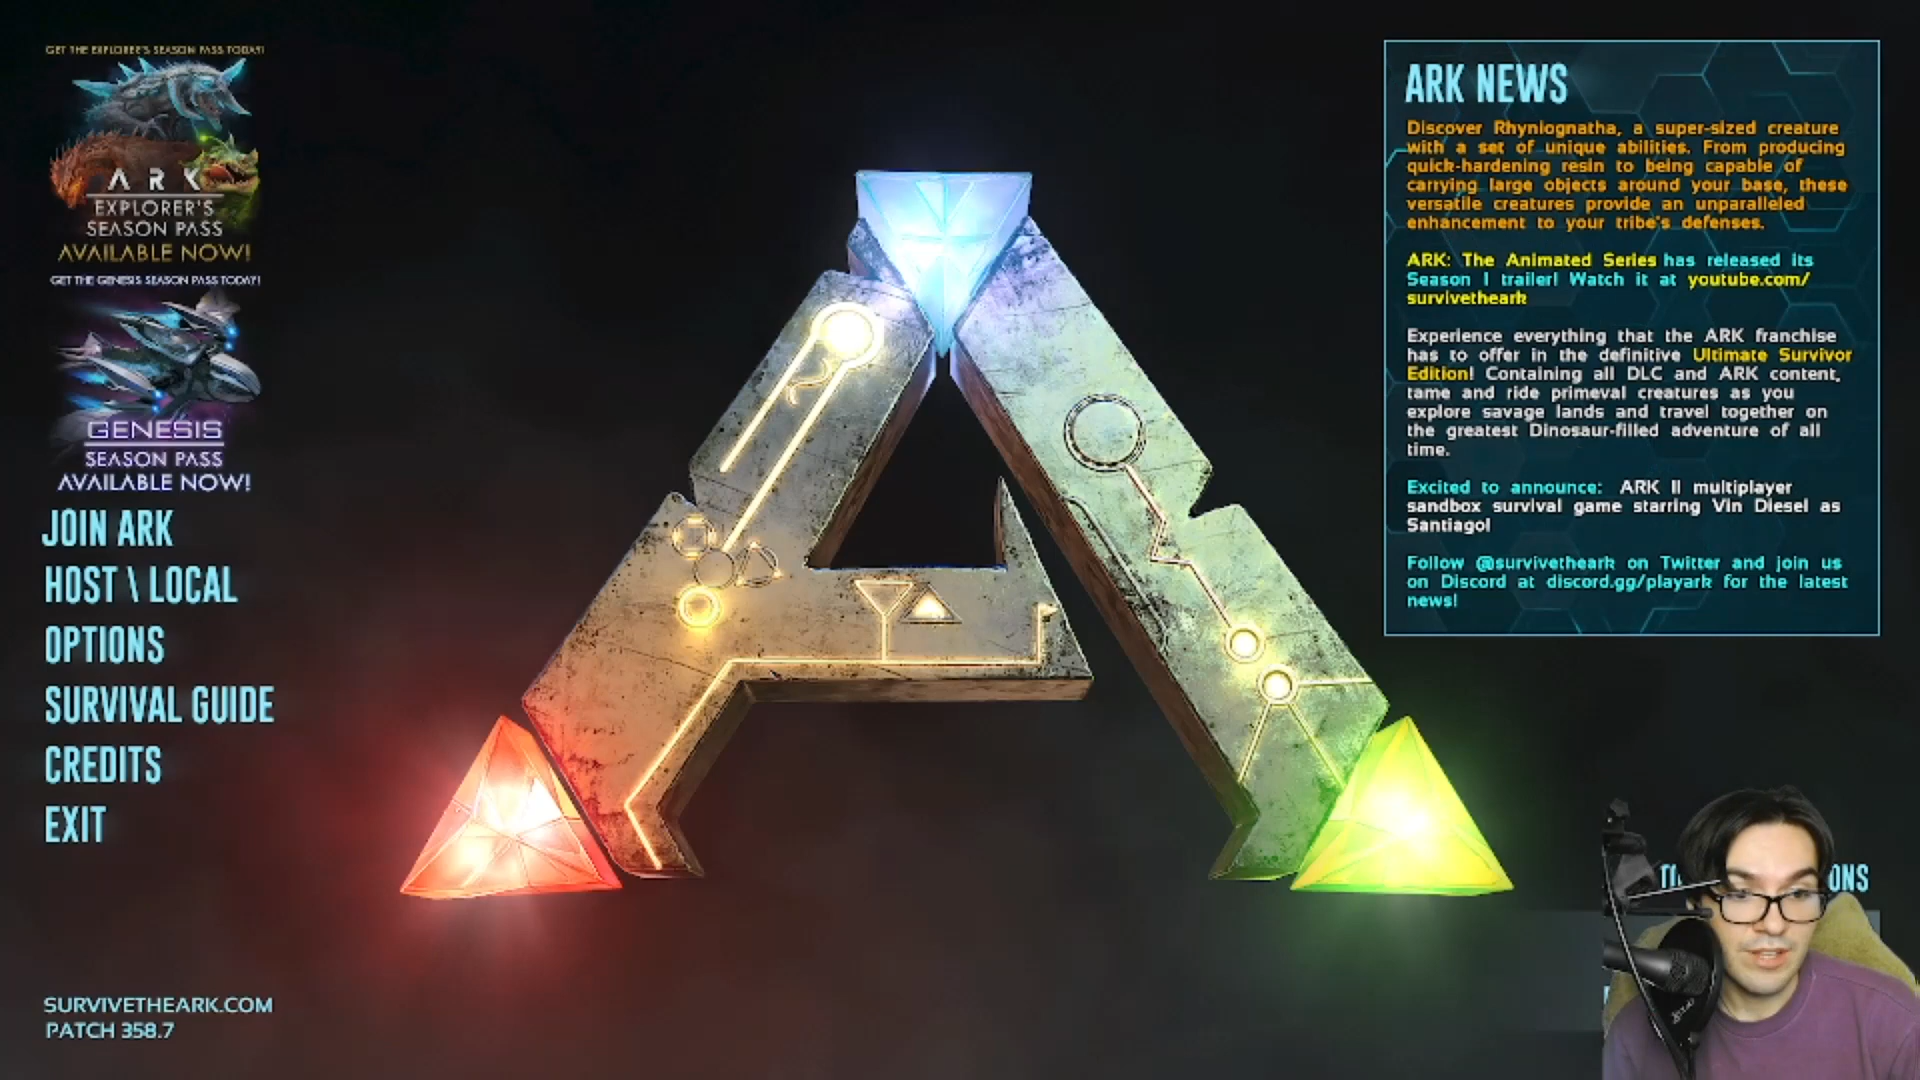 GET THE EXPLORER'S SEASON PASS TODAY!
ARK
EXPLORER'S
SEASON PASS
AVAILABLE NOW!
GET THE GENESIS SEASON PASS TODAY!
GENESIS
SEASON PASS
AVAILABLE NOW!
JOIN ARK
HOST \ LOCAL
OPTIONS
SURVIVAL GUIDE
CREDITS
EXIT
SURVIVETHEARK.COM
PATCH 358.7
ARK NEWS
Discover Rhyniognatha, a super-sized creature
with a set of unique abilities. From producing
quick-hardening resin to being capable of
carrying large objects around your base, these
versatile creatures provide an unparalleled
enhancement to your tribe's defenses.
ARK: The Animated Series has released its
Season 1 trailer! Watch it at youtube.com/
survivetheark
Experience everything that the ARK franchise
has to offer in the definitive Ultimate Survivor
Edition! Containing all DLC and ARK content,
tame and ride primeval creatures as you
explore savage lands and travel together on
the greatest Dinosaur-filled adventure of all
time.
Excited to announce: ARK II multiplayer
sandbox survival game starring Vin Diesel as
Santiago!
Follow @survivetheark on Twitter and join us
on Discord at discord.gg/playark for the latest
news!